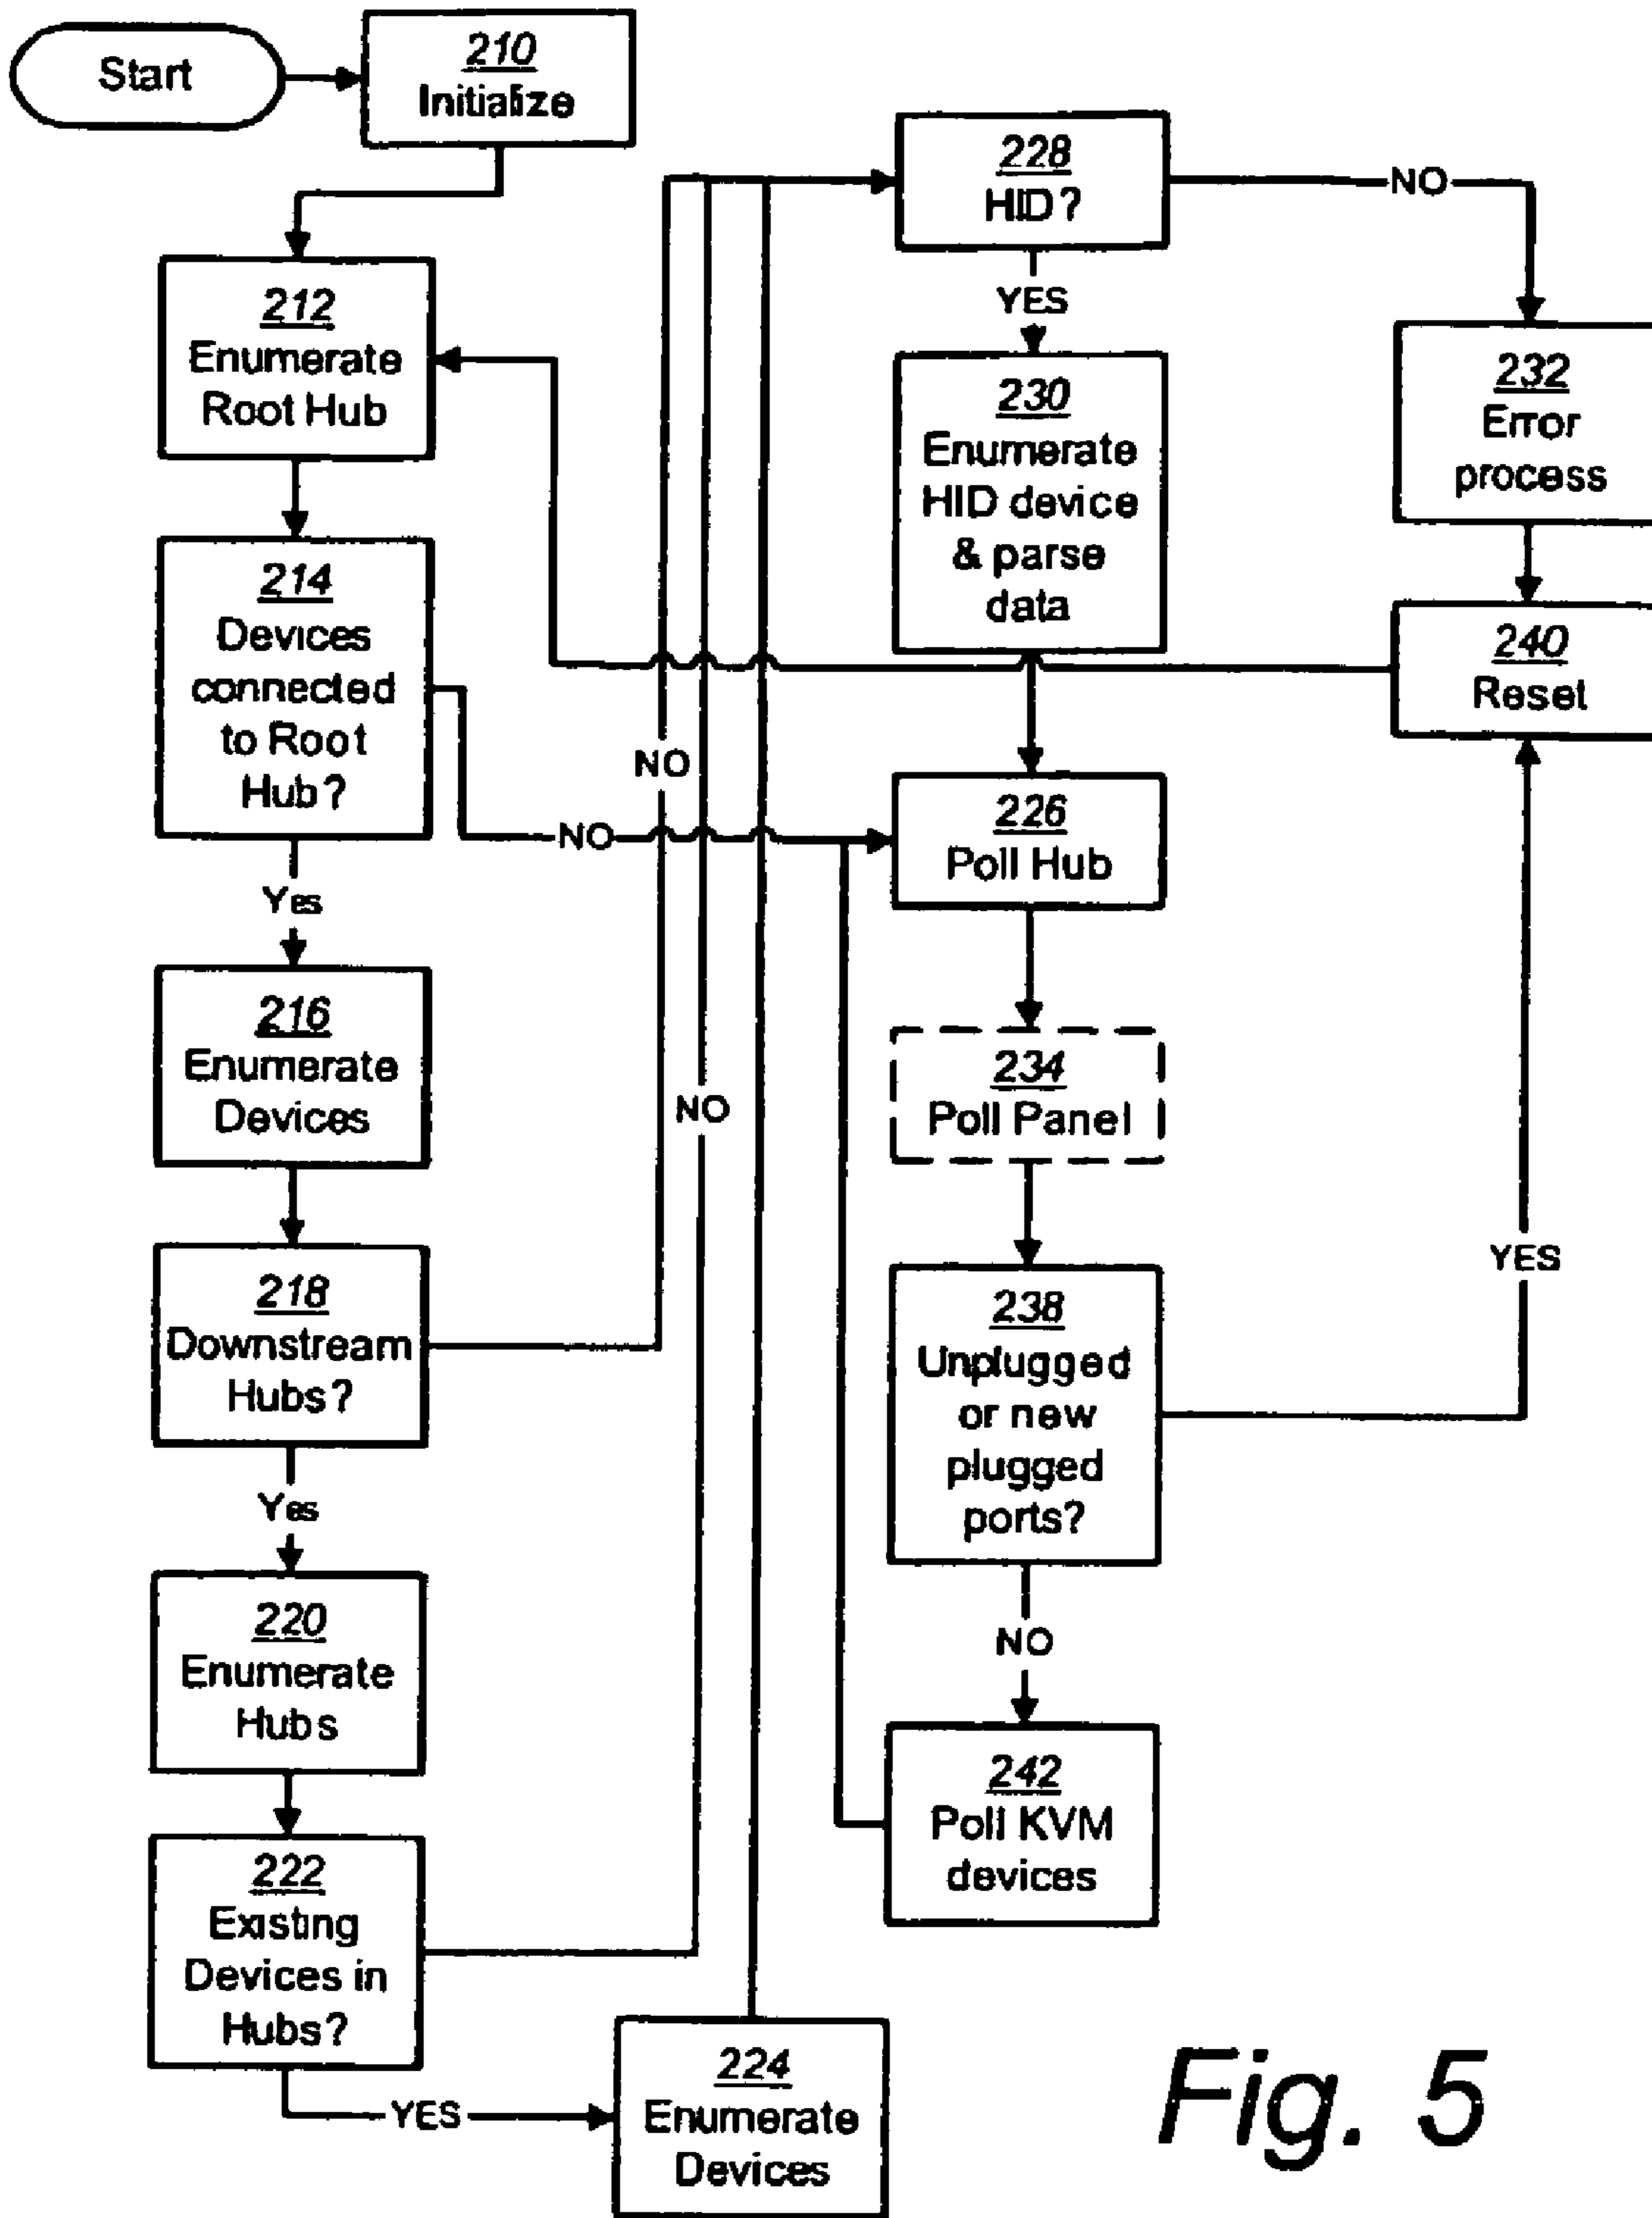 Start
210
Initialize
212
Enumerate
Root Hub
214
Devices
connected
to Root
Hub?
NO
Yes
216
Enumerate
Devices
218
Downstream
Hubs?
NO
Yes
220
Enumerate
Hubs
222
Existing
Devices in
Hubs?
NO
YES
224
Enumerate
Devices
228
HID?
NO
YES
230
Enumerate
HID device
& parse
data
232
Error
process
240
Reset
226
Poll Hub
234
Poll Panel
238
Unplugged
or new
plugged
ports?
YES
NO
242
Poll KVM
devices
Fig. 5